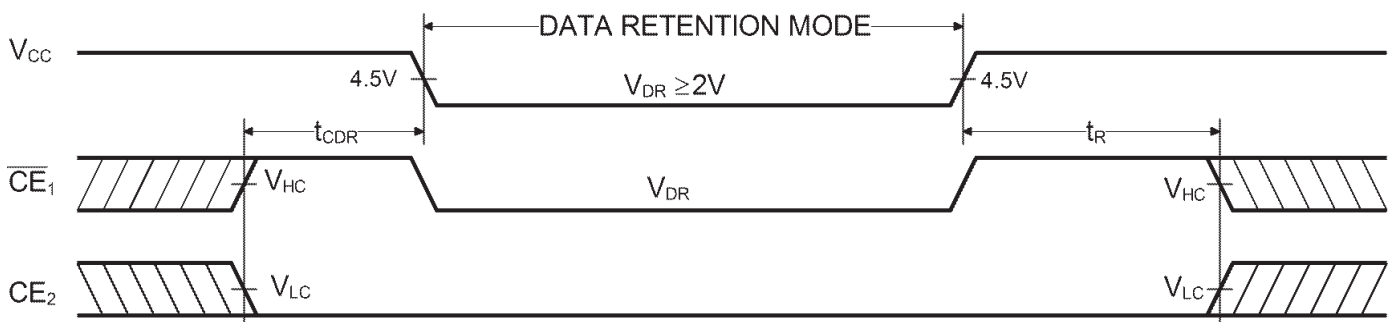 DATA RETENTION MODE
VCC
4.5V
VDR ≥2V
4.5V
tCDR
tR
CE1
VHC
VDR
VHC
CE2
VLC
VLC